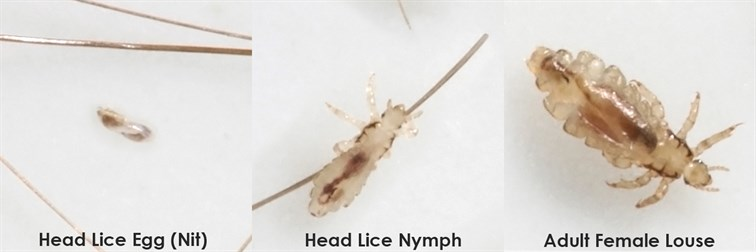 Head Lice Egg (Nit)
Head Lice Nymph
Adult Female Louse